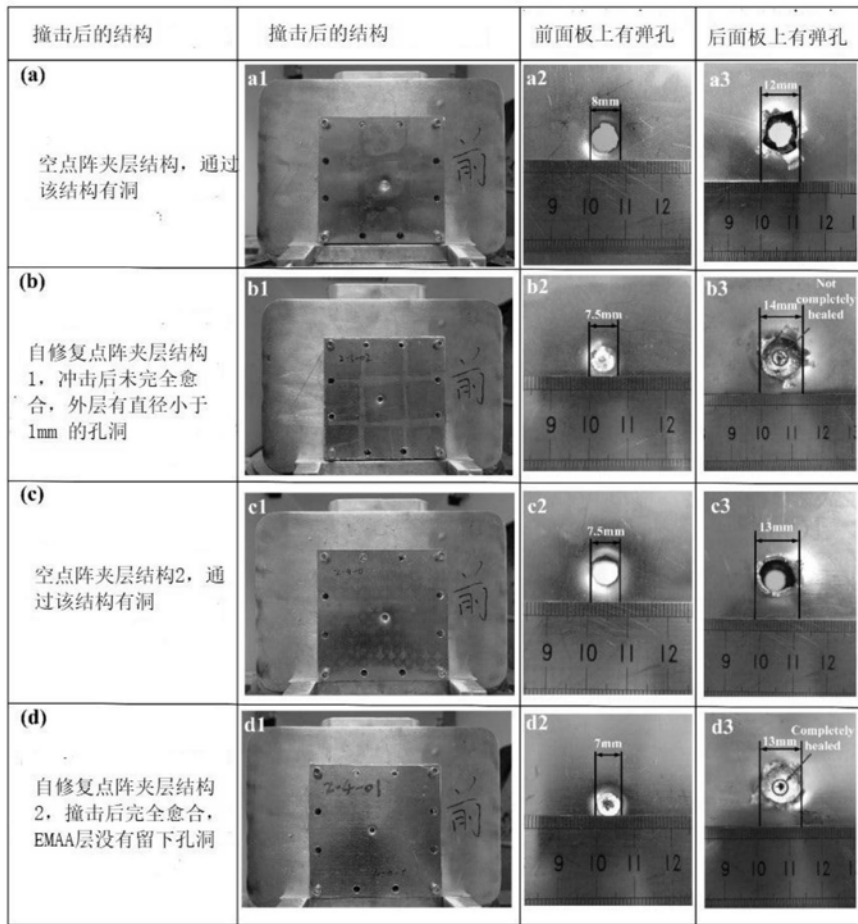 撞击后的结构
撞击后的结构
前面板上有弹孔
后面板上有弹孔
(a)
空点阵夹层结构，通过
该结构有洞
a1
前
a2
8mm
9 10 11 12
a3
12mm
9 10 11 12
(b)
自修复点阵夹层结构
1，冲击后未完全愈
合，外层有直径小于
1mm 的孔洞
b1
前
b2
7.5mm
9 10 11 12
b3
Not
completely
healed
14mm
9 10 11 12
(c)
空点阵夹层结构2，通
过该结构有洞
c1
前
c2
7.5mm
9 10 11 12
c3
13mm
9 10 11 12
(d)
自修复点阵夹层结构
2，撞击后完全愈合，
EMAA层没有留下孔洞
d1
前
d2
7mm
9 10 11 12
d3
Completely
healed
13mm
9 10 11 12